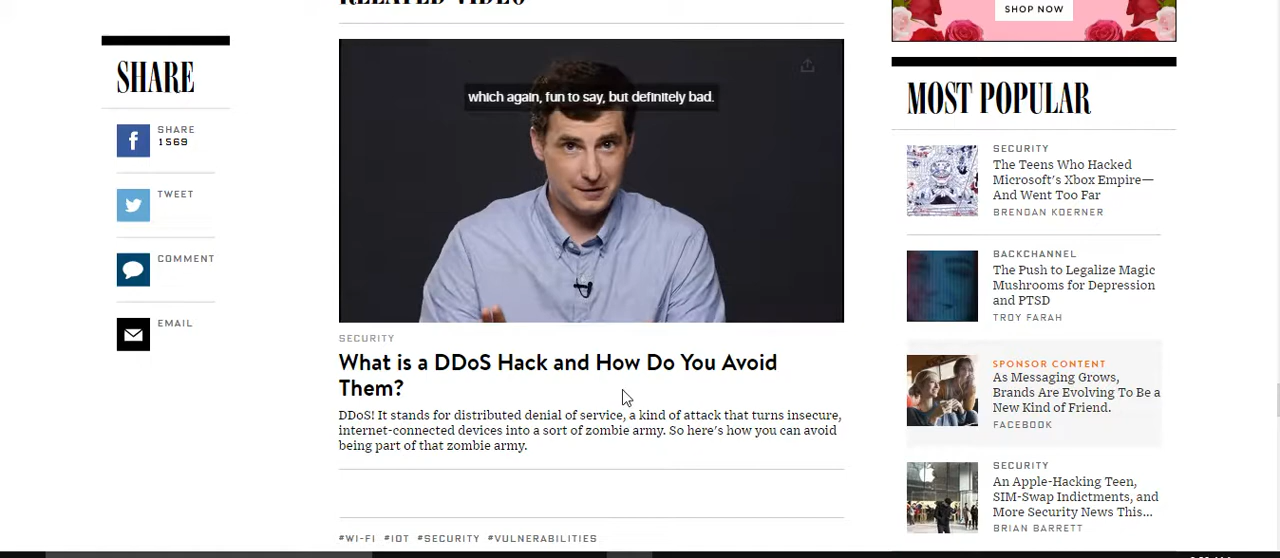 RELATED VIDEO
SHOP NOW
SHARE
SHARE
1569
TWEET
COMMENT
EMAIL
which again, fun to say, but definitely bad.
SECURITY
What is a DDoS Hack and How Do You Avoid
Them?
DDoS! It stands for distributed denial of service, a kind of attack that turns insecure,
internet-connected devices into a sort of zombie army. So here's how you can avoid
being part of that zombie army.
#WI-FI #IOT #SECURITY #VULNERABILITIES
MOST POPULAR
SECURITY
The Teens Who Hacked
Microsoft's Xbox Empire—
And Went Too Far
BRENDAN KOERNER
BACKCHANNEL
The Push to Legalize Magic
Mushrooms for Depression
and PTSD
TROY FARAH
SPONSOR CONTENT
As Messaging Grows,
Brands Are Evolving To Be a
New Kind of Friend.
FACEBOOK
SECURITY
An Apple-Hacking Teen,
SIM-Swap Indictments, and
More Security News This...
BRIAN BARRETT